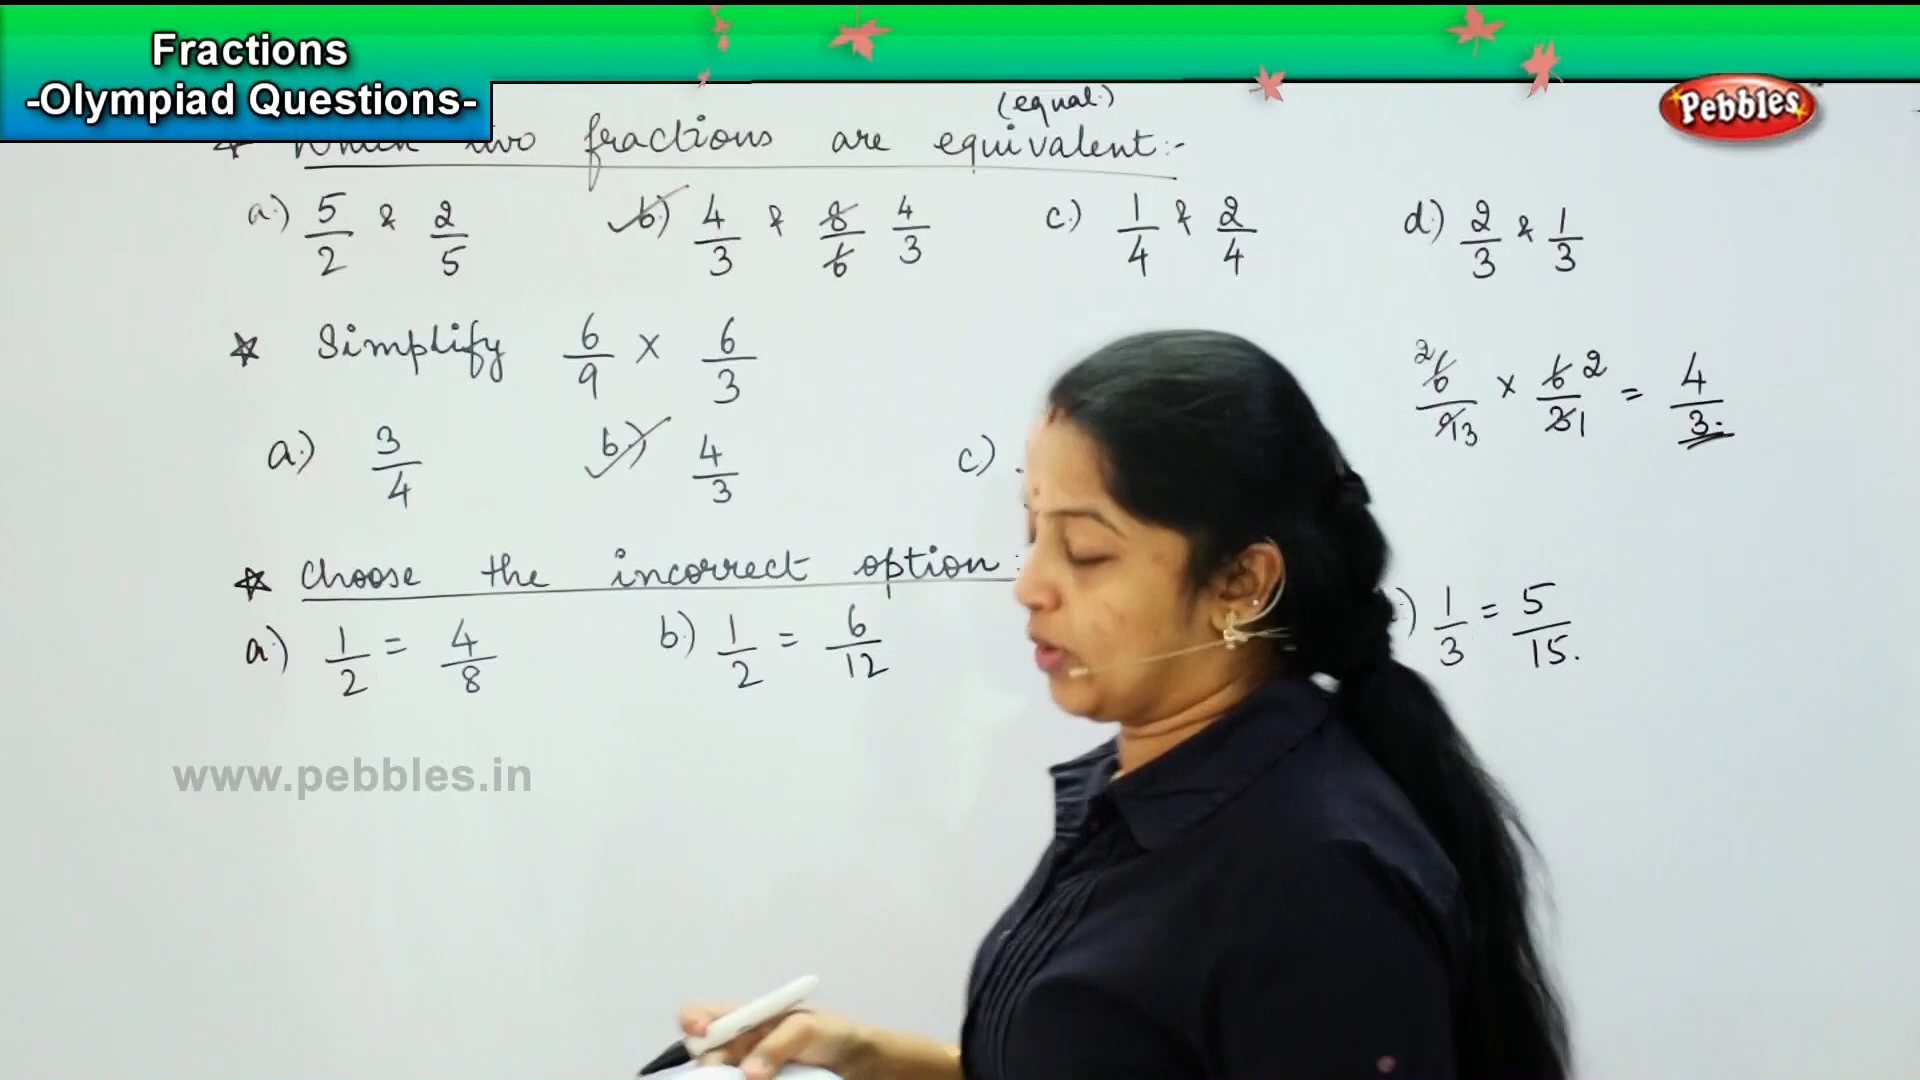 Fractions
-Olympiad Questions-
Pebbles
(equal)
two fractions are equivalent:-
a.) 5/2 & 2/5 b.) 4/3 & 8/6 4/3 c.) 1/4 & 2/4 d.) 2/3 & 1/3
Simplify 6/9 × 6/3
2 6/9 3 × 6 2/3 1 = 4/3.
a.) 3/4 b.) 4/3 c.)
Choose the incorrect option:
a.) 1/2 = 4/8 b.) 1/2 = 6/12 ) 1/3 = 5/15.
www.pebbles.in